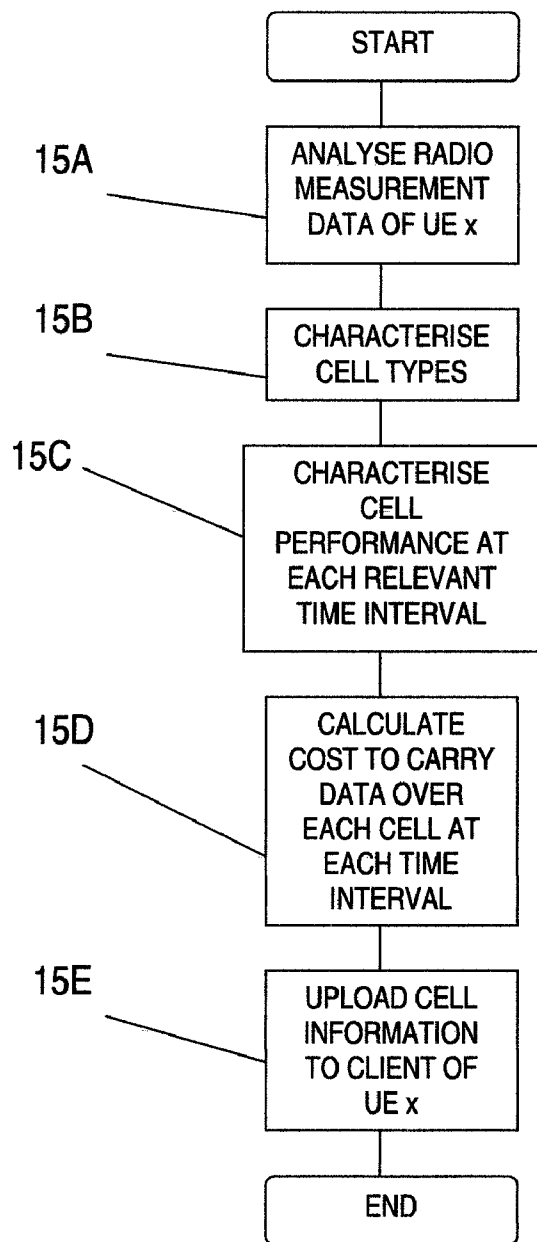 START
15A
ANALYSE RADIO
MEASUREMENT
DATA OF UE x
15B
CHARACTERISE
CELL TYPES
15C
CHARACTERISE
CELL
PERFORMANCE AT
EACH RELEVANT
TIME INTERVAL
15D
CALCULATE
COST TO CARRY
DATA OVER
EACH CELL AT
EACH TIME
INTERVAL
15E
UPLOAD CELL
INFORMATION
TO CLIENT OF
UE x
END